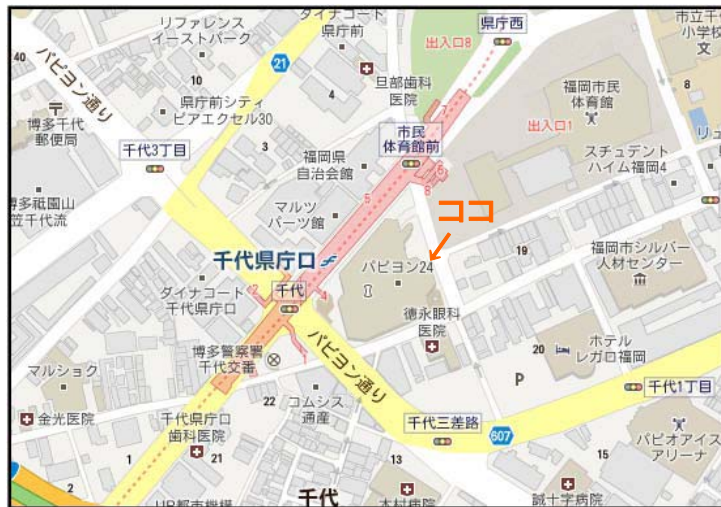 リファレンス
イーストパーク
ダイナコート
県庁前
県庁西
出入口8
市立千
小学校
文
40
パピヨン通り
21
10
4
旦部歯科
医院
福岡市民
体育館
8
博多千代
郵便局
県庁前シティ
ピアエクセル30
7
出入口1
千代3丁目
3
市民
体育館前
福岡県
自治会館
スチュデント
ハイム福岡4
博多祇園山
笠千代流
マルツ
パーツ館
5
6
8
ココ
千代県庁口
パピヨン24
19
福岡市シルバー
人材センター
ダイナコート
千代県庁口
2
千代
4
徳永眼科
医院
博多警察署
千代交番
パピヨン通り
20
ホテル
レガロ福岡
マルショク
P
千代1丁目
金光医院
22
コムシス
通産
千代県庁口
歯科医院
千代三差路
607
パピオアイス
アリーナ
1
21
13
15
2
UR都市機構
千代
木村病院
誠十字病院